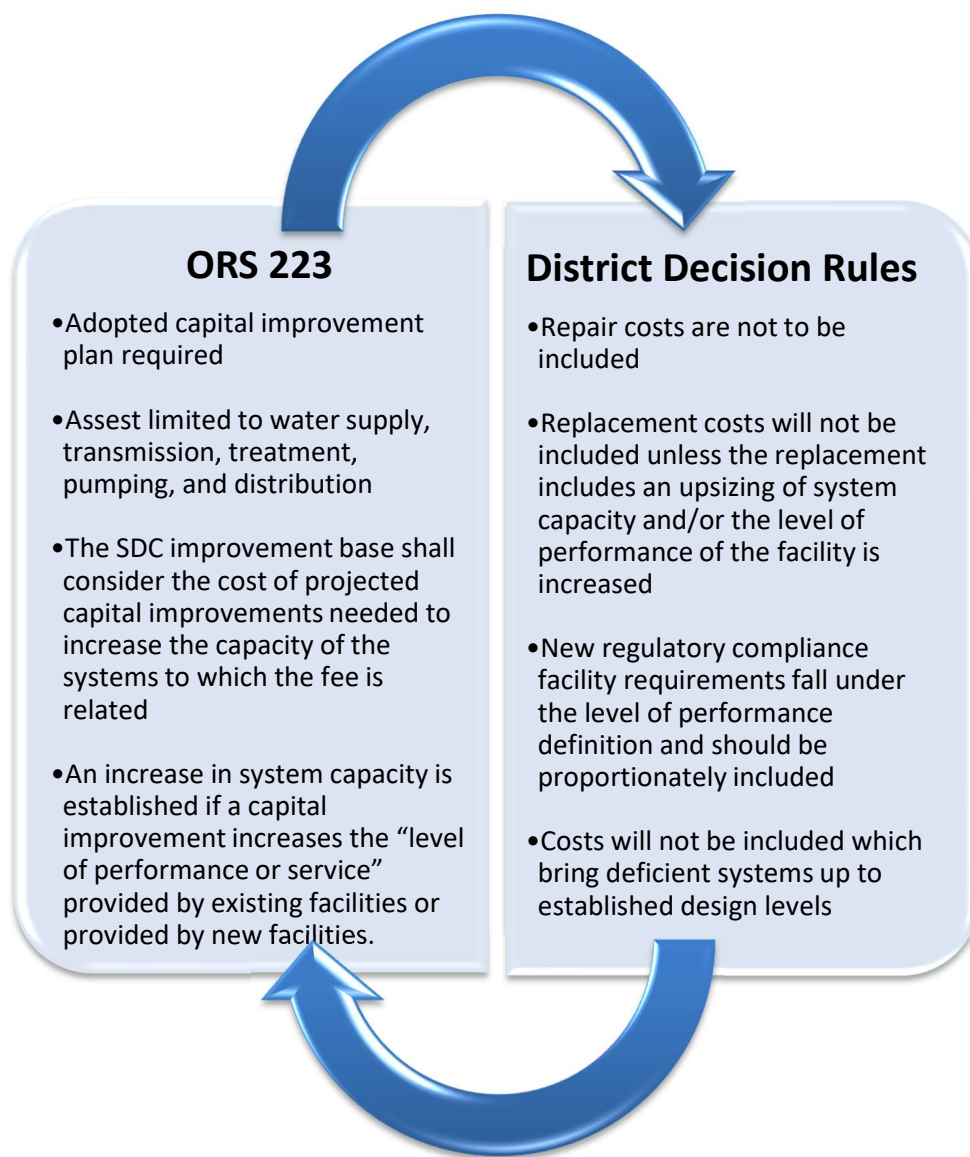 ORS 223
•Adopted capital improvement
plan required
•Assest limited to water supply,
transmission, treatment,
pumping, and distribution
•The SDC improvement base shall
consider the cost of projected
capital improvements needed to
increase the capacity of the
systems to which the fee is
related
•An increase in system capacity is
established if a capital
improvement increases the “level
of performance or service”
provided by existing facilities or
provided by new facilities.
District Decision Rules
•Repair costs are not to be
included
•Replacement costs will not be
included unless the replacement
includes an upsizing of system
capacity and/or the level of
performance of the facility is
increased
•New regulatory compliance
facility requirements fall under
the level of performance
definition and should be
proportionately included
•Costs will not be included which
bring deficient systems up to
established design levels